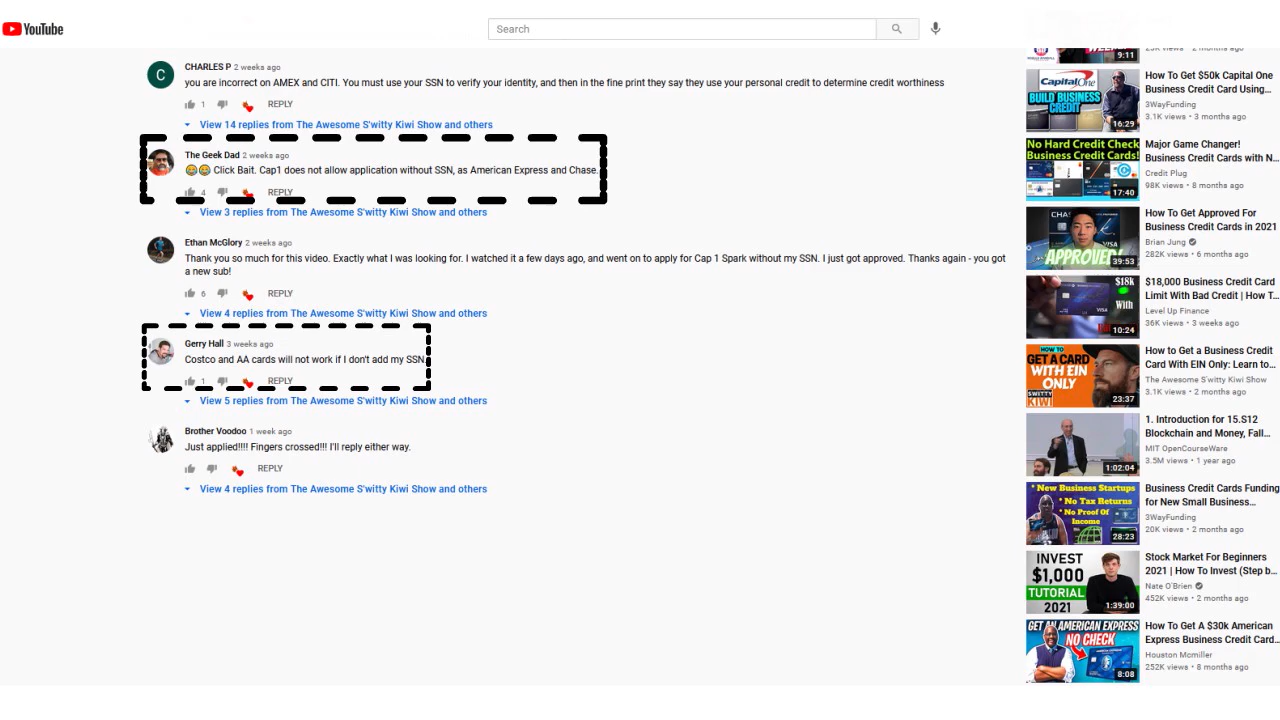 YouTube
Search
CHARLES P 2 weeks ago
you are incorrect on AMEX and CITI. You must use your SSN to verify your identity, and then in the fine print they say they use your personal credit to determine credit worthiness
1 REPLY
View 14 replies from The Awesome S'witty Kiwi Show and others
The Geek Dad 2 weeks ago
😂😂 Click Bait. Cap1 does not allow application without SSN, as American Express and Chase.
4 REPLY
View 3 replies from The Awesome S'witty Kiwi Show and others
Ethan McGlory 2 weeks ago
Thank you so much for this video. Exactly what I was looking for. I watched it a few days ago, and went on to apply for Cap 1 Spark without my SSN. I just got approved. Thanks again - you got
a new sub!
6 REPLY
View 4 replies from The Awesome S'witty Kiwi Show and others
Gerry Hall 3 weeks ago
Costco and AA cards will not work if I don't add my SSN.
1 REPLY
View 5 replies from The Awesome S'witty Kiwi Show and others
Brother Voodoo 1 week ago
Just applied!!!! Fingers crossed!!! I'll reply either way.
REPLY
View 4 replies from The Awesome S'witty Kiwi Show and others
9:11
Capital One
BUILD BUSINESS
CREDIT
16:29
How To Get $50k Capital One
Business Credit Card Using...
3WayFunding
3.1K views • 3 months ago
No Hard Credit Check
Business Credit Cards!
17:40
Major Game Changer!
Business Credit Cards with N...
Credit Plug
98K views • 8 months ago
CHAS
VISA
APPROVED
39:53
How To Get Approved For
Business Credit Cards in 2021
Brian Jung
282K views • 6 months ago
$18k
With
10:24
$18,000 Business Credit Card
Limit With Bad Credit | How T...
Level Up Finance
36K views • 3 weeks ago
HOW TO
GET A CARD
WITH EIN
ONLY
S'WITTY
KIWI
23:37
How to Get a Business Credit
Card With EIN Only: Learn to...
The Awesome S'witty Kiwi Show
3.1K views • 2 months ago
1:02:04
1. Introduction for 15.S12
Blockchain and Money, Fall...
MIT OpenCourseWare
3.5M views • 1 year ago
* New Business Startups
* No Tax Returns
* No Proof Of
Income
28:23
Business Credit Cards Funding
for New Small Business...
3WayFunding
20K views • 2 months ago
INVEST
$1,000
TUTORIAL
2021
1:39:00
Stock Market For Beginners
2021 | How To Invest (Step b...
Nate O'Brien
452K views • 2 months ago
GET AN AMERICAN EXPRESS
NO CHECK
8:08
How To Get A $30k American
Express Business Credit Card...
Houston Mcmiller
252K views • 8 months ago